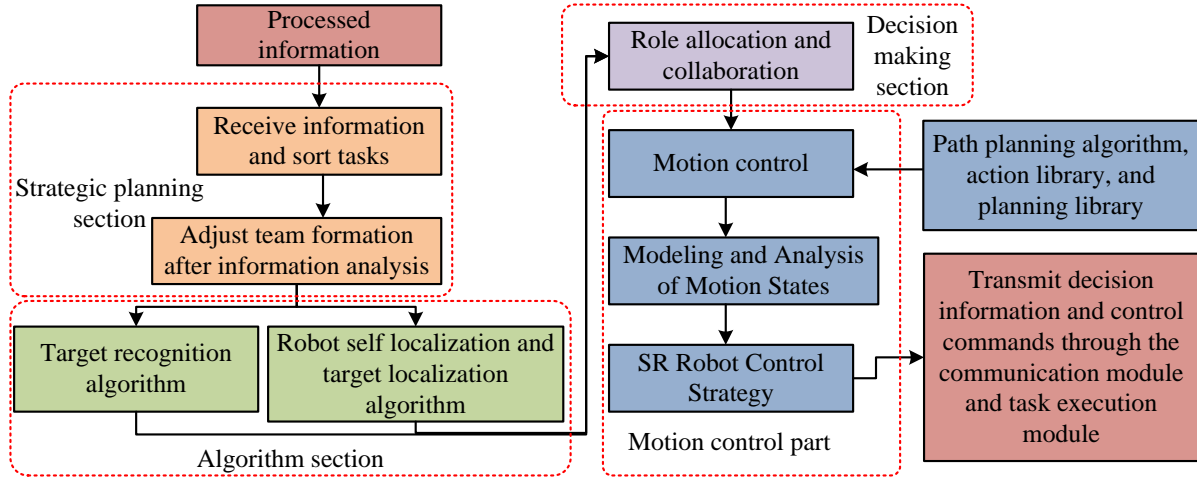 Processed
information
Receive information
and sort tasks
Strategic planning
section
Adjust team formation
after information analysis
Target recognition
algorithm
Robot self localization and
target localization
algorithm
Algorithm section
Role allocation and
collaboration
Decision
making
section
Motion control
Path planning algorithm,
action library, and
planning library
Modeling and Analysis
of Motion States
SR Robot Control
Strategy
Motion control part
Transmit decision
information and control
commands through the
communication module
and task execution
module